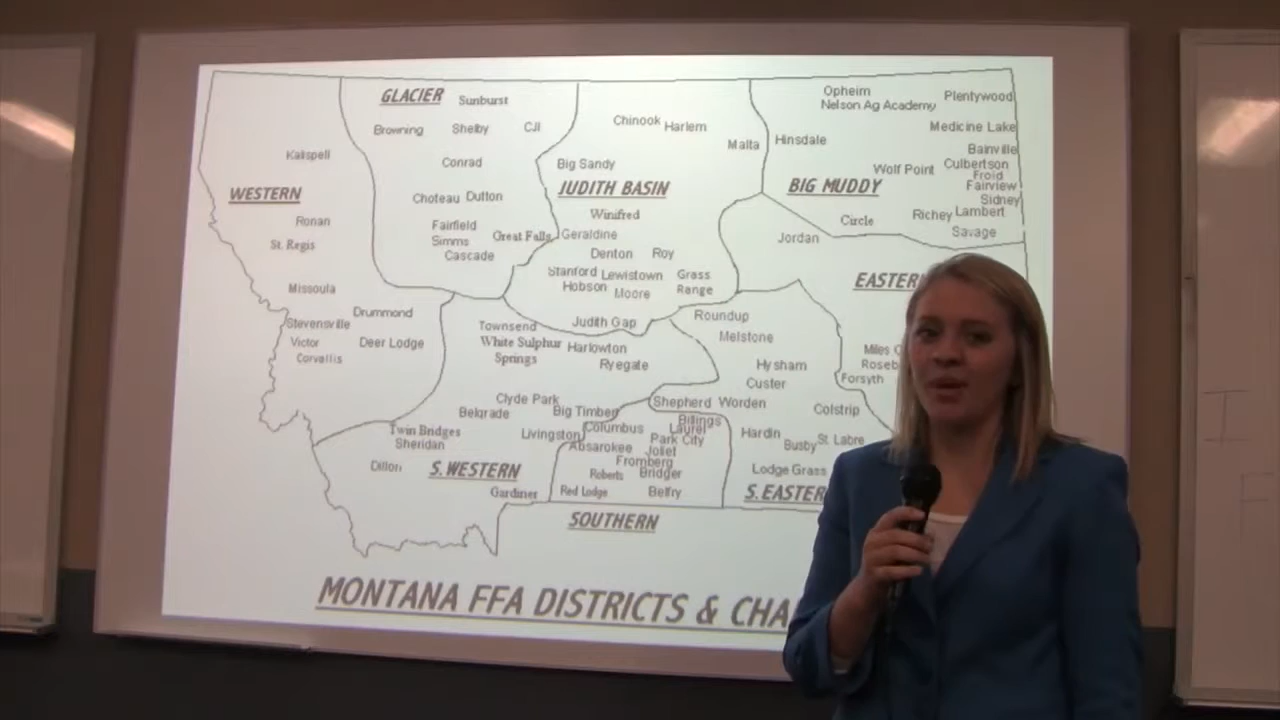 GLACIER
Sunburst
Browning
Shelby
CJI
Conrad
Choteau
Dutton
Fairfield
Simms
Cascade
Great Falls
Kalispell
WESTERN
Ronan
St. Regis
Missoula
Drummond
Stevensville
Victor
Corvallis
Deer Lodge
Chinook
Harlem
Malta
Big Sandy
JUDITH BASIN
Winifred
Geraldine
Denton
Roy
Stanford
Lewistown
Grass
Range
Hobson
Moore
Judith Gap
Opheim
Nelson Ag Academy
Plentywood
Medicine Lake
Hinsdale
Bainville
Wolf Point
Culbertson
Froid
Fairview
BIG MUDDY
Sidney
Lambert
Richey
Circle
Savage
Jordan
EASTER
Miles C
Roseb
Forsyth
Townsend
White Sulphur
Springs
Harlowton
Ryegate
Clyde Park
Belgrade
Big Timber
Livingston
Twin Bridges
Sheridan
Dillon
S.WESTERN
Gardiner
Roundup
Melstone
Hysham
Custer
Shepherd
Worden
Colstrip
Hardin
Busby
St. Labre
Lodge Grass
S.EASTER
Billings
Laurel
Columbus
Park City
Absarokee
Joliet
Fromberg
Roberts
Bridger
Red Lodge
Belfry
SOUTHERN
MONTANA FFA DISTRICTS & CHA